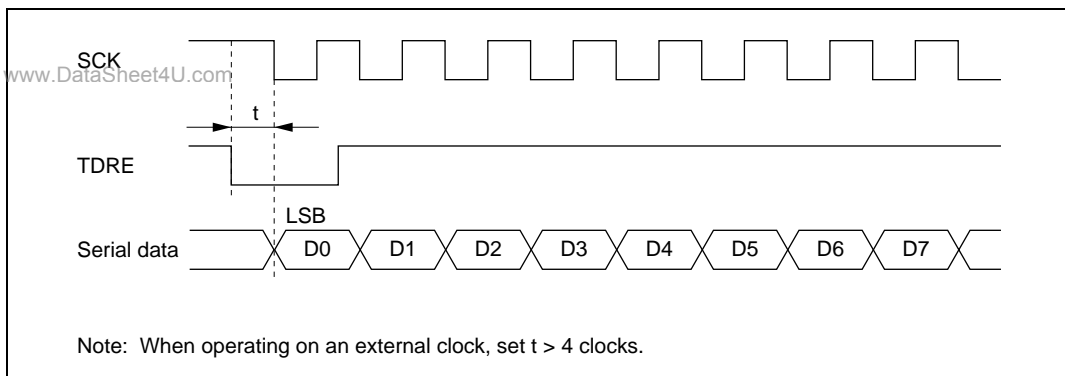 SCK
www.DataSheet4U.com
t
TDRE
LSB
Serial data
D0 D1 D2 D3 D4 D5 D6 D7
Note: When operating on an external clock, set t > 4 clocks.